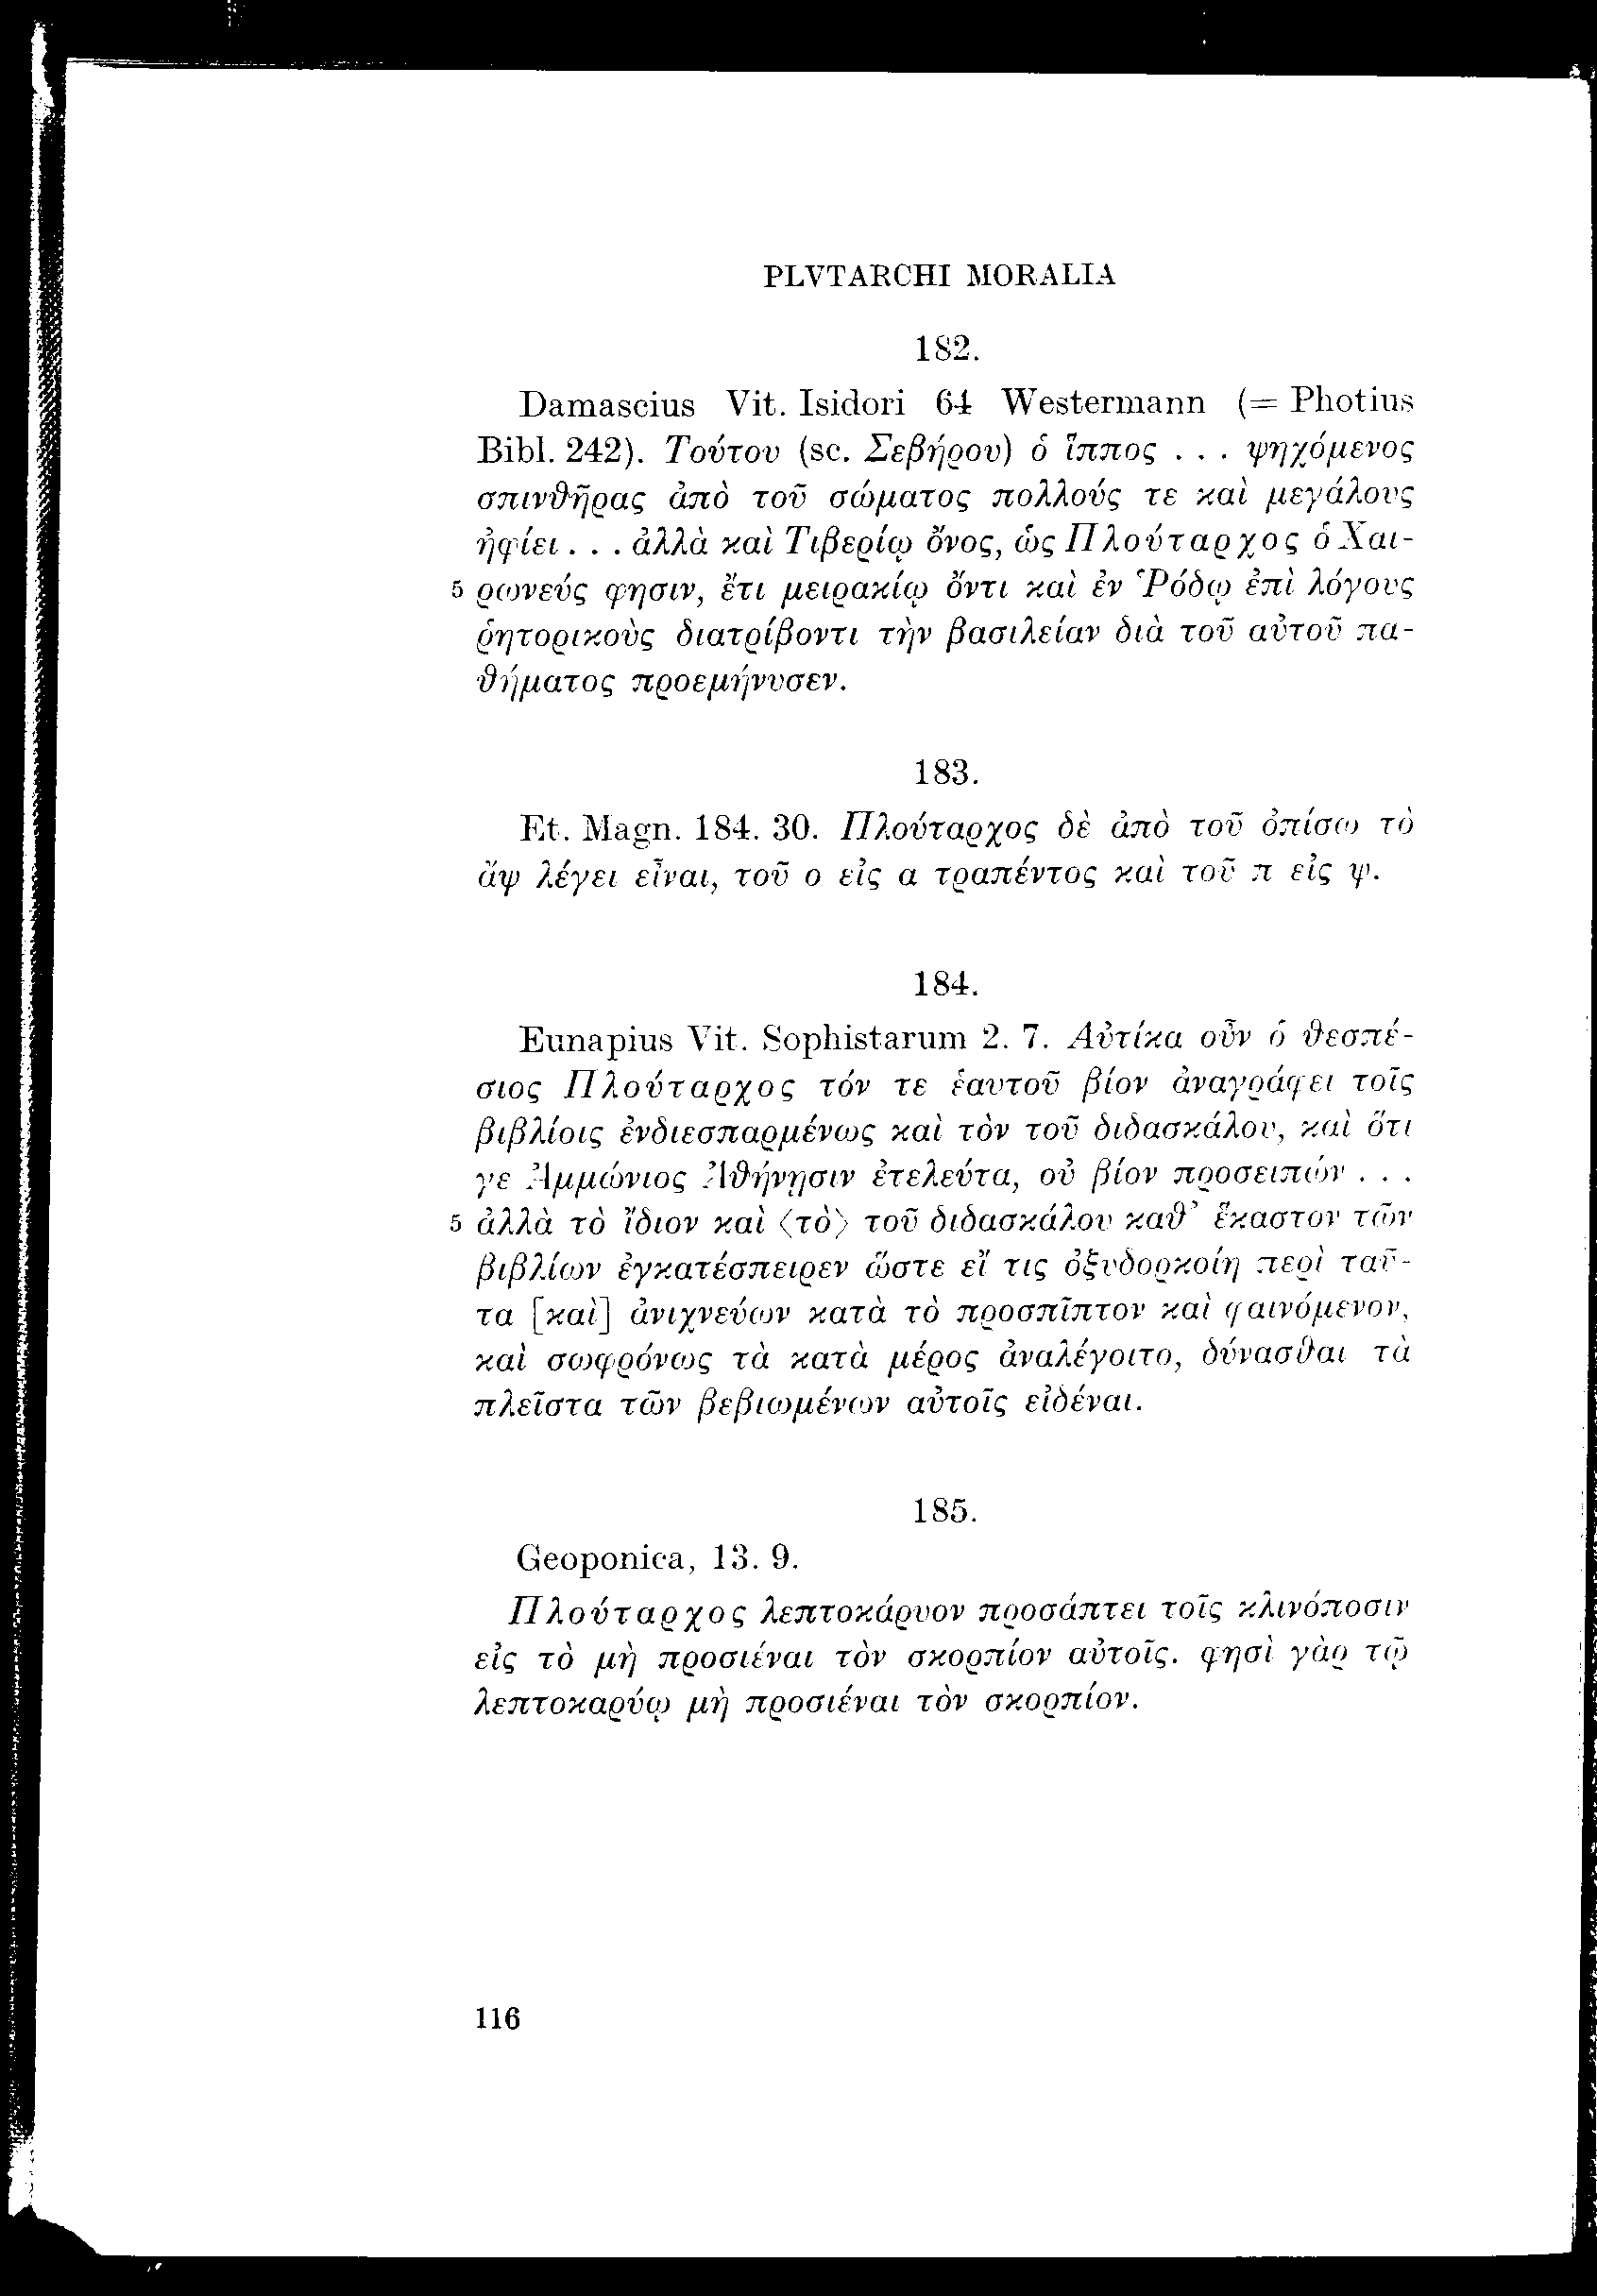 PLVTARCHI MORALIA
182.
Damascius Vit. Isidori 64 Westermann (= Photius
Bibl. 242). Τούτου (sc. Σεβήρου) ὁ ἵππος . . . ψηχόμενος
σπινθῆρας ἀπὸ τοῦ σώματος πολλούς τε καὶ μεγάλους
ἠφίει . . . ἀλλὰ καὶ Τιβερίῳ ὄνος, ὡς Πλούταρχος ὁ Χαι-
5 ρωνεύς φησιν, ἔτι μειρακίῳ ὄντι καὶ ἐν Ῥόδῳ ἐπὶ λόγους
ῥητορικοὺς διατρίβοντι τὴν βασιλείαν διὰ τοῦ αὐτοῦ πα-
θήματος προεμήνυσεν.
183.
Et. Magn. 184. 30. Πλούταρχος δὲ ἀπὸ τοῦ ὀπίσω τὸ
ἄψ λέγει εἶναι, τοῦ ο εἰς α τραπέντος καὶ τοῦ π εἰς ψ.
184.
Eunapius Vit. Sophistarum 2. 7. Αὐτίκα οὖν ὁ θεσπέ-
σιος Πλούταρχος τόν τε ἑαυτοῦ βίον ἀναγράφει τοῖς
βιβλίοις ἐνδιεσπαρμένως καὶ τὸν τοῦ διδασκάλου, καὶ ὅτι
γε Ἀμμώνιος Ἀθήνησιν ἐτελεύτα, οὐ βίον προσειπών . . .
5 ἀλλὰ τὸ ἴδιον καὶ ⟨τὸ⟩ τοῦ διδασκάλου καθ’ ἕκαστον τῶν
βιβλίων ἐγκατέσπειρεν ὥστε εἴ τις ὀξυδορκοίη περὶ ταῦ-
τα [καὶ] ἀνιχνεύων κατὰ τὸ προσπῖπτον καὶ φαινόμενον,
καὶ σωφρόνως τὰ κατὰ μέρος ἀναλέγοιτο, δύνασθαι τὰ
πλεῖστα τῶν βεβιωμένων αὐτοῖς εἰδέναι.
185.
Geoponica, 13. 9.
Πλούταρχος λεπτοκάρυον προσάπτει τοῖς κλινόποσιν
εἰς τὸ μὴ προσιέναι τὸν σκορπίον αὐτοῖς. φησὶ γὰρ τῷ
λεπτοκαρύῳ μὴ προσιέναι τὸν σκορπίον.
116